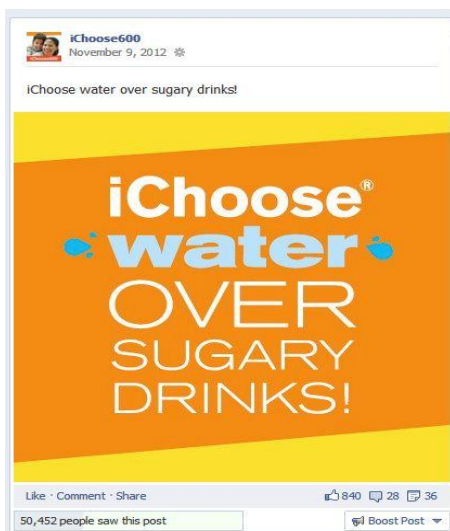 iChoose600
November 9, 2012
iChoose water over sugary drinks!
iChoose®
water
OVER
SUGARY
DRINKS!
Like · Comment · Share 840 28 36
50,452 people saw this post Boost Post